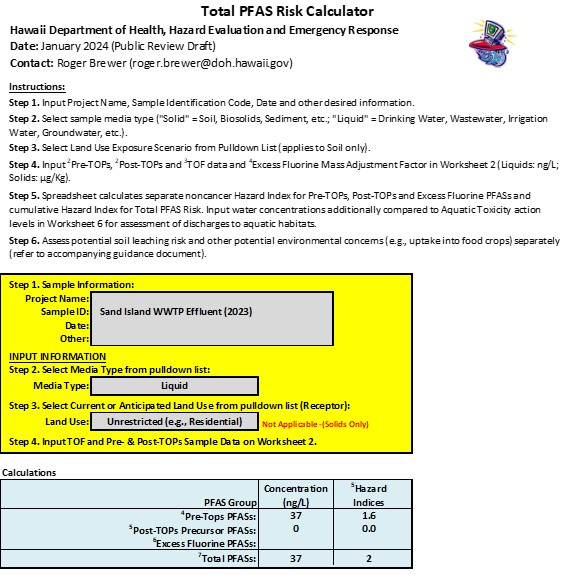 Total PFAS Risk Calculator
Hawaii Department of Health, Hazard Evaluation and Emergency Response
Date: January 2024 (Public Review Draft)
Contact: Roger Brewer (roger.brewer@doh.hawaii.gov)
Instructions:
Step 1. Input Project Name, Sample Identification Code, Date and other desired information.
Step 2. Select sample media type ("Solid" = Soil, Biosolids, Sediment, etc.; "Liquid" = Drinking Water, Wastewater, Irrigation
Water, Groundwater, etc.).
Step 3. Select Land Use Exposure Scenario from Pulldown List (applies to Soil only).
Step 4. Input ²Pre-TOPs, ²Post-TOPs and ³TOF data and ⁴Excess Fluorine Mass Adjustment Factor in Worksheet 2 (Liquids: ng/L;
Solids: µg/Kg).
Step 5. Spreadsheet calculates separate noncancer Hazard Index for Pre-TOPs, Post-TOPs and Excess Fluorine PFASs and
cumulative Hazard Index for Total PFAS Risk. Input water concentrations additionally compared to Aquatic Toxicity action
levels in Worksheet 6 for assessment of discharges to aquatic habitats.
Step 6. Assess potential soil leaching risk and other potential environmental concerns (e.g., uptake into food crops) separately
(refer to accompanying guidance document).
Step 1. Sample Information:
Project Name:
Sample ID: Sand Island WWTP Effluent (2023)
Date:
Other:
INPUT INFORMATION
Step 2. Select Media Type from pulldown list:
Media Type: Liquid
Step 3. Select Current or Anticipated Land Use from pulldown list (Receptor):
Land Use: Unrestricted (e.g., Residential) Not Applicable -(Solids Only)
Step 4. Input TOF and Pre- & Post-TOPs Sample Data on Worksheet 2.
Calculations
PFAS Group Concentration (ng/L) ⁵Hazard Indices
⁴Pre-Tops PFASs: 37 1.6
⁵Post-TOPs Precursor PFASs: 0 0.0
⁶Excess Fluorine PFASs:
⁷Total PFASs: 37 2